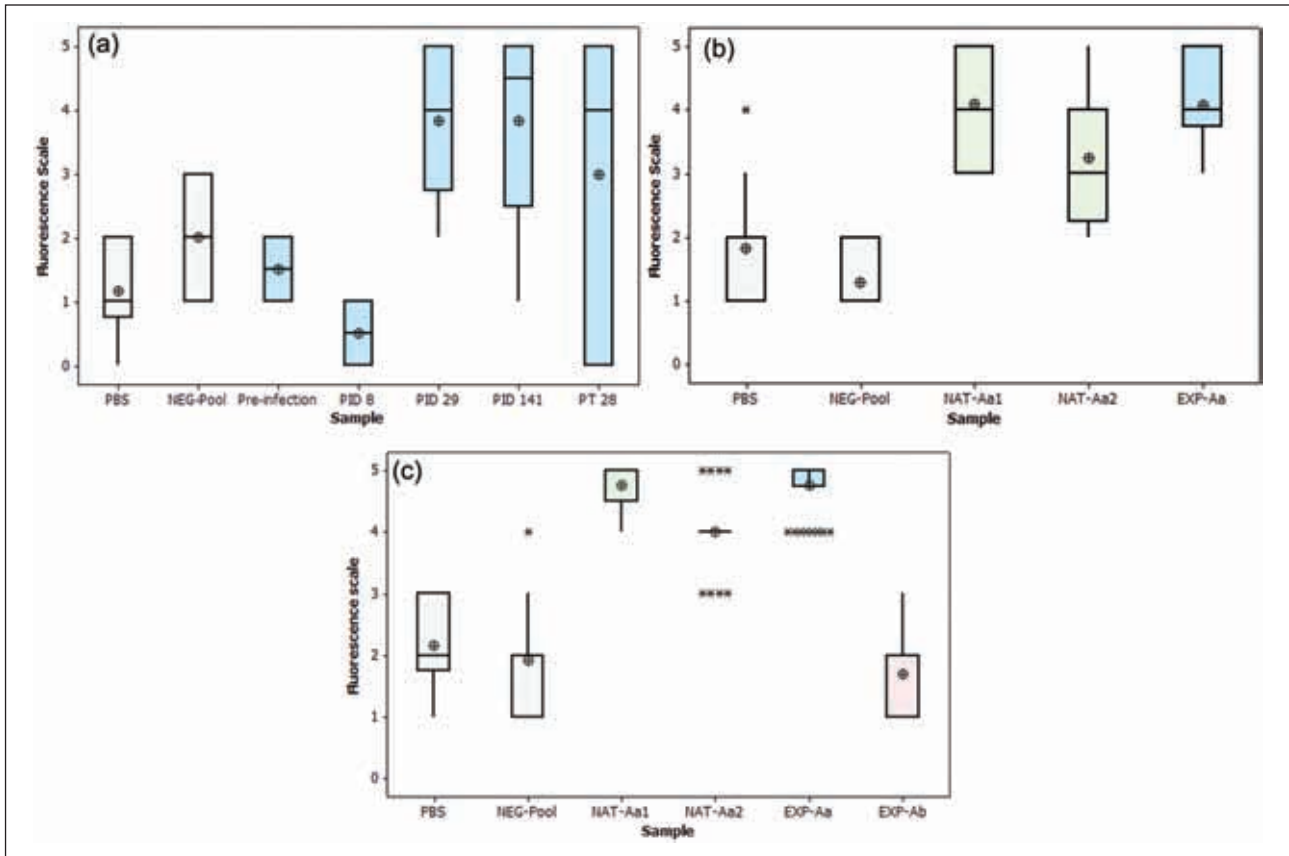 (a)
Fluorescence Scale
5
4
3
2
1
0
PBS NEG-Pool Pre-infection PID 8 PID 29 PID 141 PT 28
Sample
(b)
Fluorescence Scale
5
4
3
2
1
0
PBS NEG-Pool NAT-Aa1 NAT-Aa2 EXP-Aa
Sample
(c)
Fluorescence scale
5
4
3
2
1
0
PBS NEG-Pool NAT-Aa1 NAT-Aa2 EXP-Aa EXP-Ab
Sample